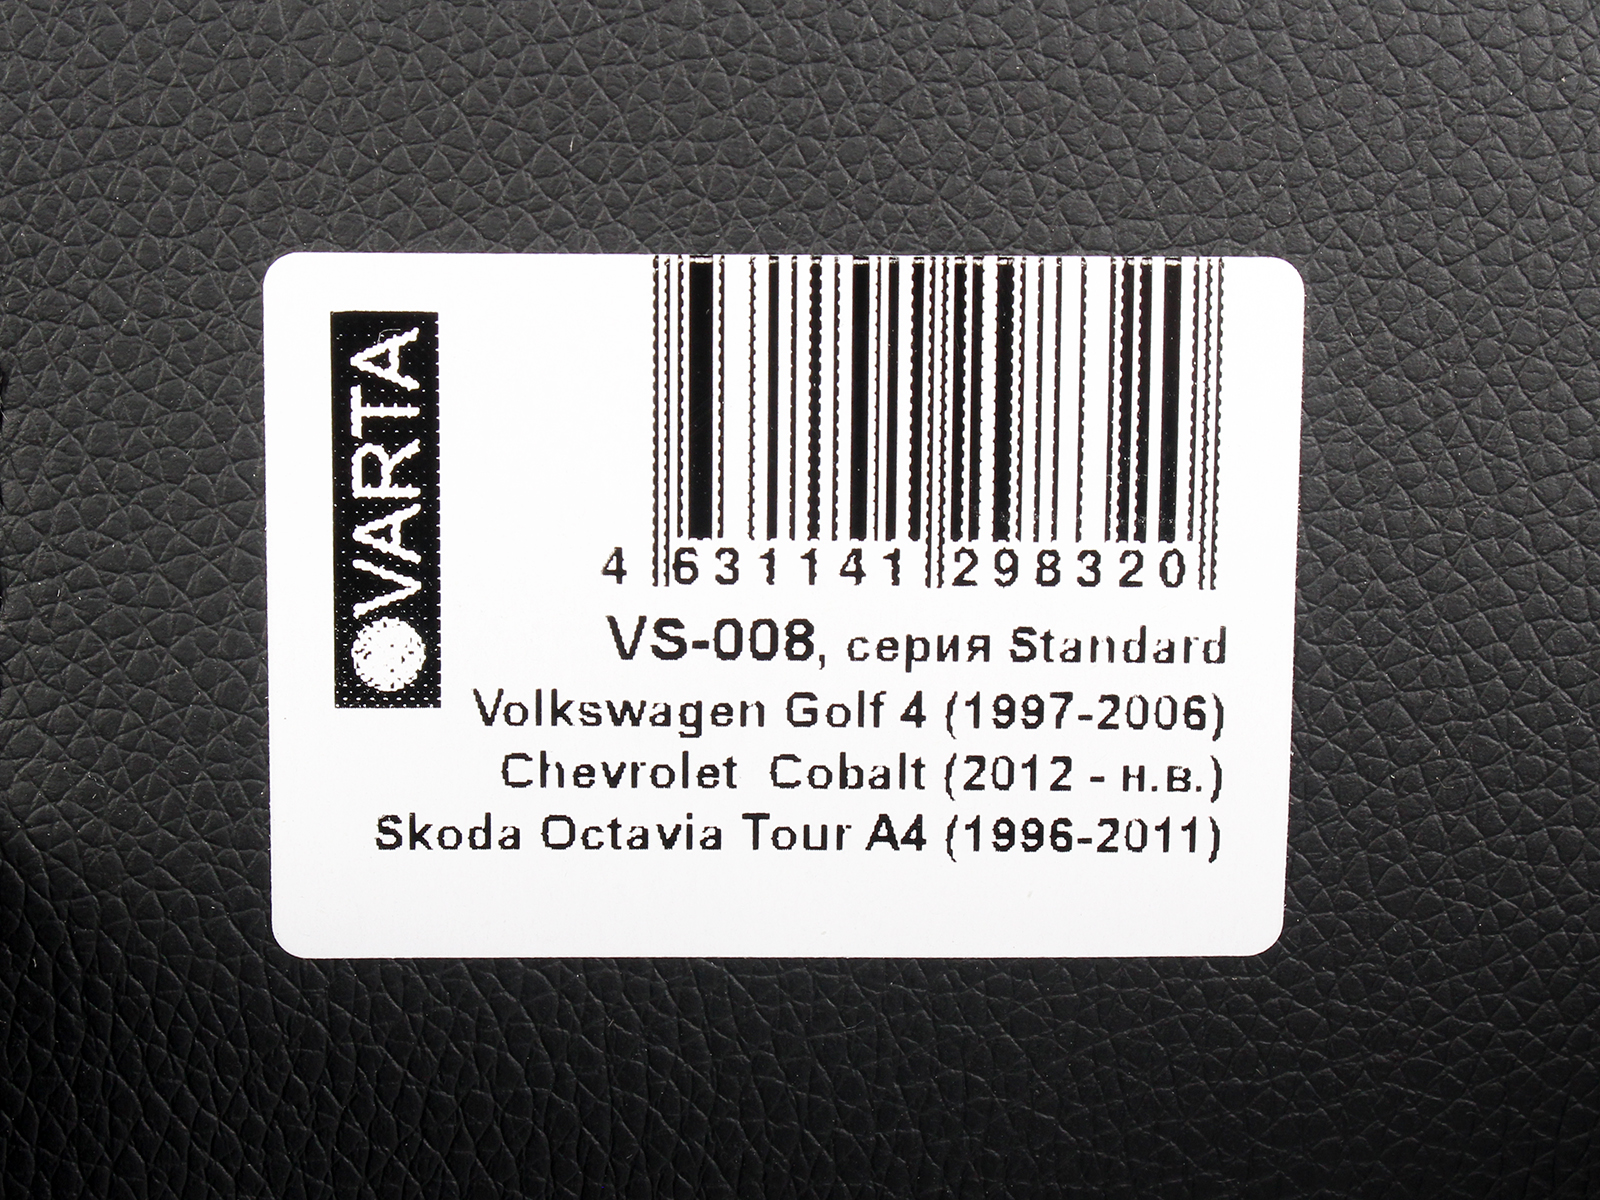 VARTA
4 631141 298320
VS-008, серия Standard
Volkswagen Golf 4 (1997-2006)
Chevrolet Cobalt (2012 - н.в.)
Skoda Octavia Tour A4 (1996-2011)